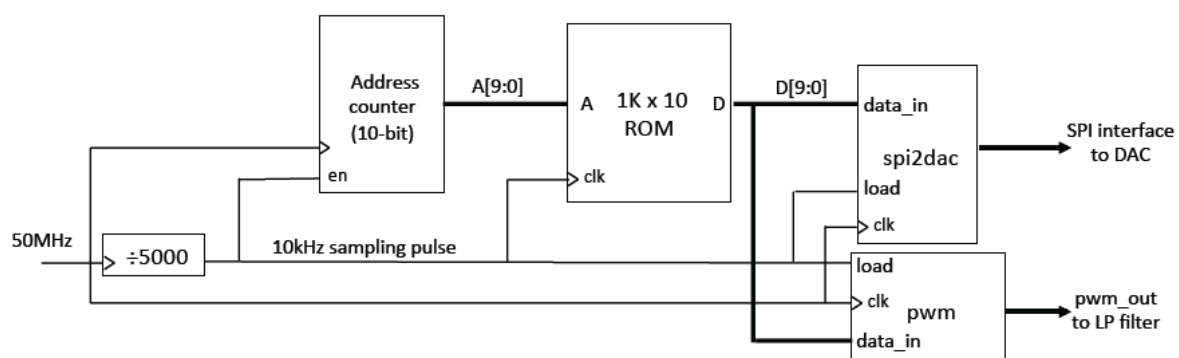 Address
counter
(10-bit)
en
A[9:0]
A
1K x 10
ROM
D
clk
D[9:0]
data_in
spi2dac
load
clk
SPI interface
to DAC
50MHz
÷5000
10kHz sampling pulse
load
clk
pwm
data_in
pwm_out
to LP filter